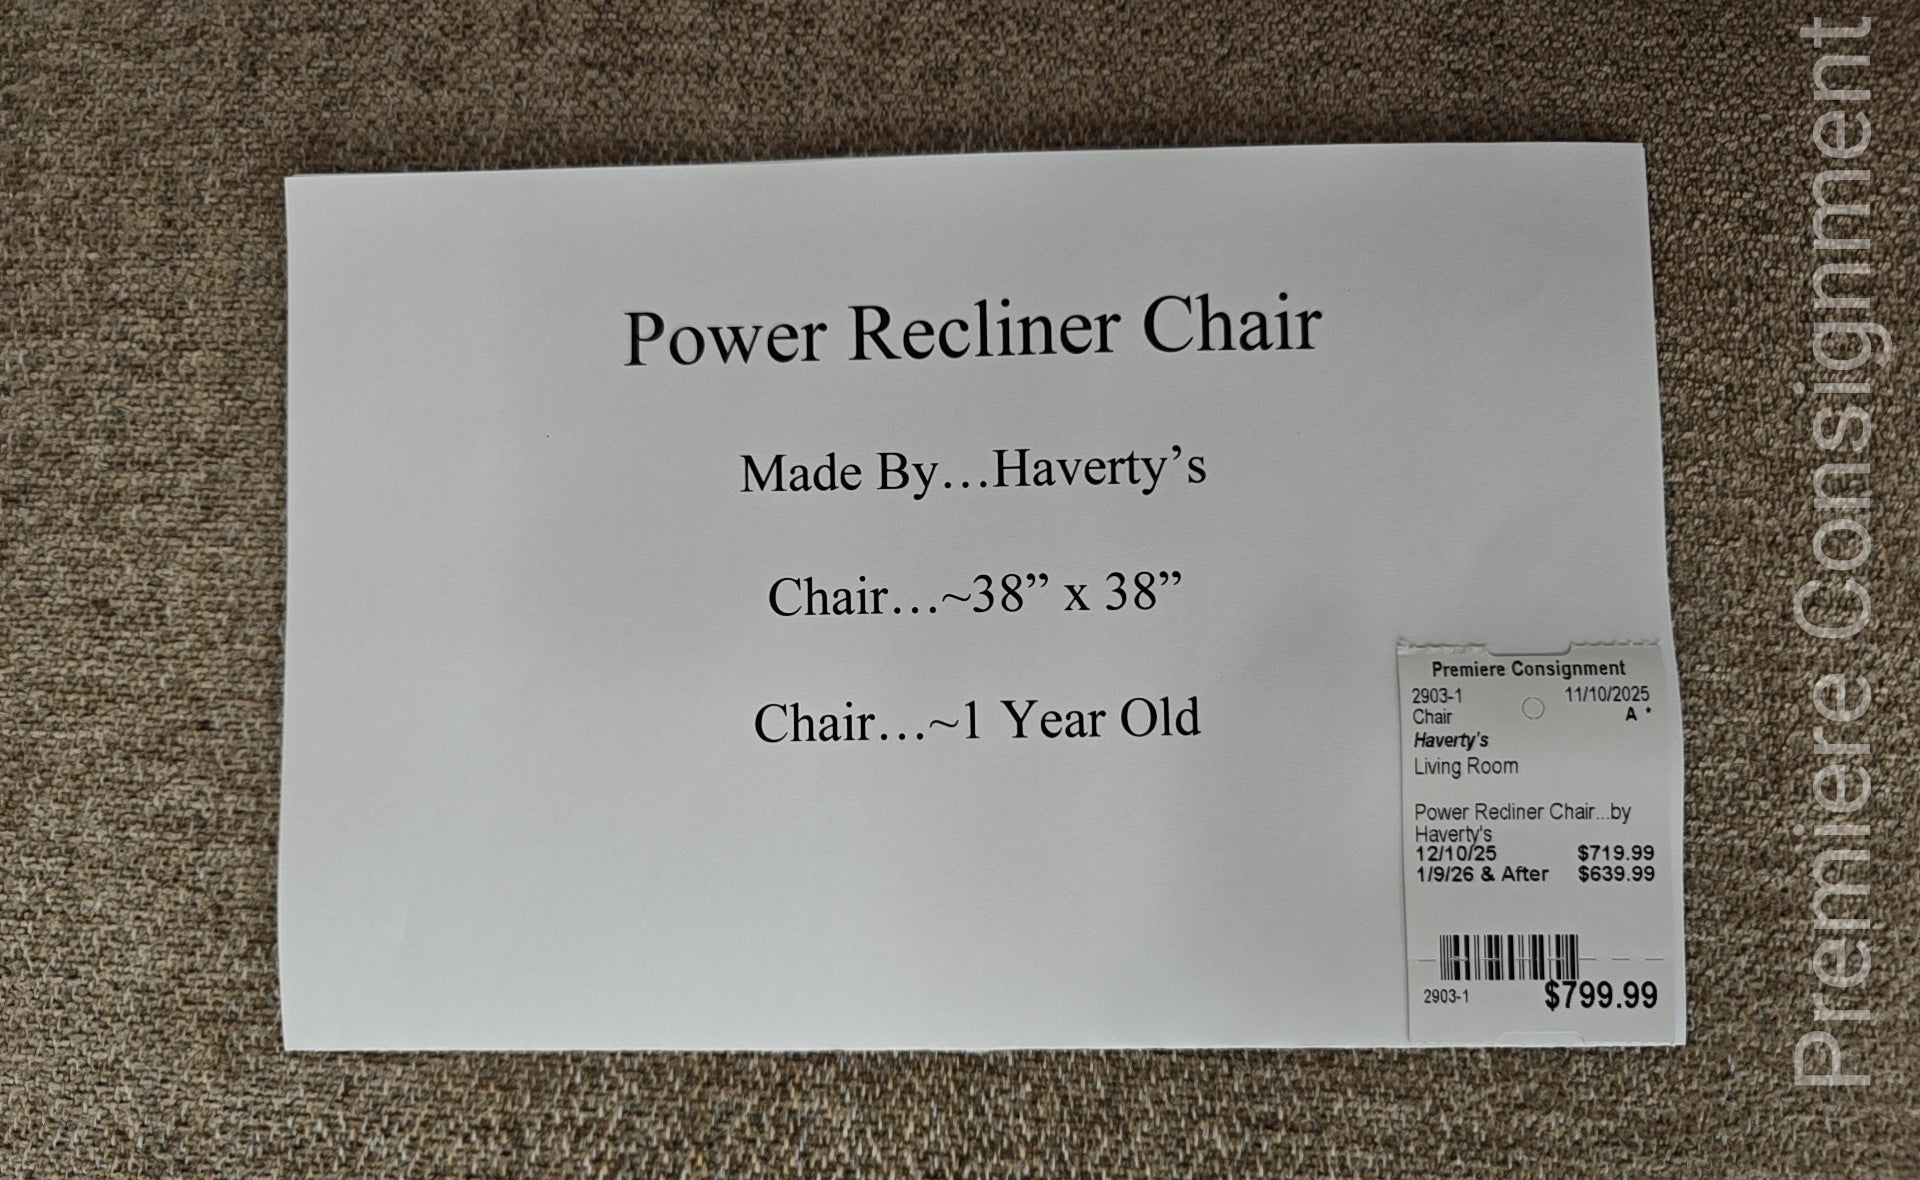 Power Recliner Chair
Made By…Haverty’s
Chair…~38” x 38”
Chair…~1 Year Old
Premiere Consignment
2903-1 11/10/2025
Chair A *
Haverty's
Living Room
Power Recliner Chair...by
Haverty's
12/10/25 $719.99
1/9/26 & After $639.99
2903-1 $799.99
Premiere Consignment